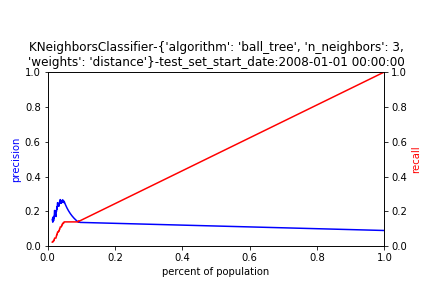 KNeighborsClassifier-{'algorithm': 'ball_tree', 'n_neighbors': 3,
'weights': 'distance'}-test_set_start_date:2008-01-01 00:00:00
1.0
0.8
0.6
0.4
0.2
0.0
precision
1.0
0.8
0.6
0.4
0.2
0.0
recall
0.0 0.2 0.4 0.6 0.8 1.0
percent of population